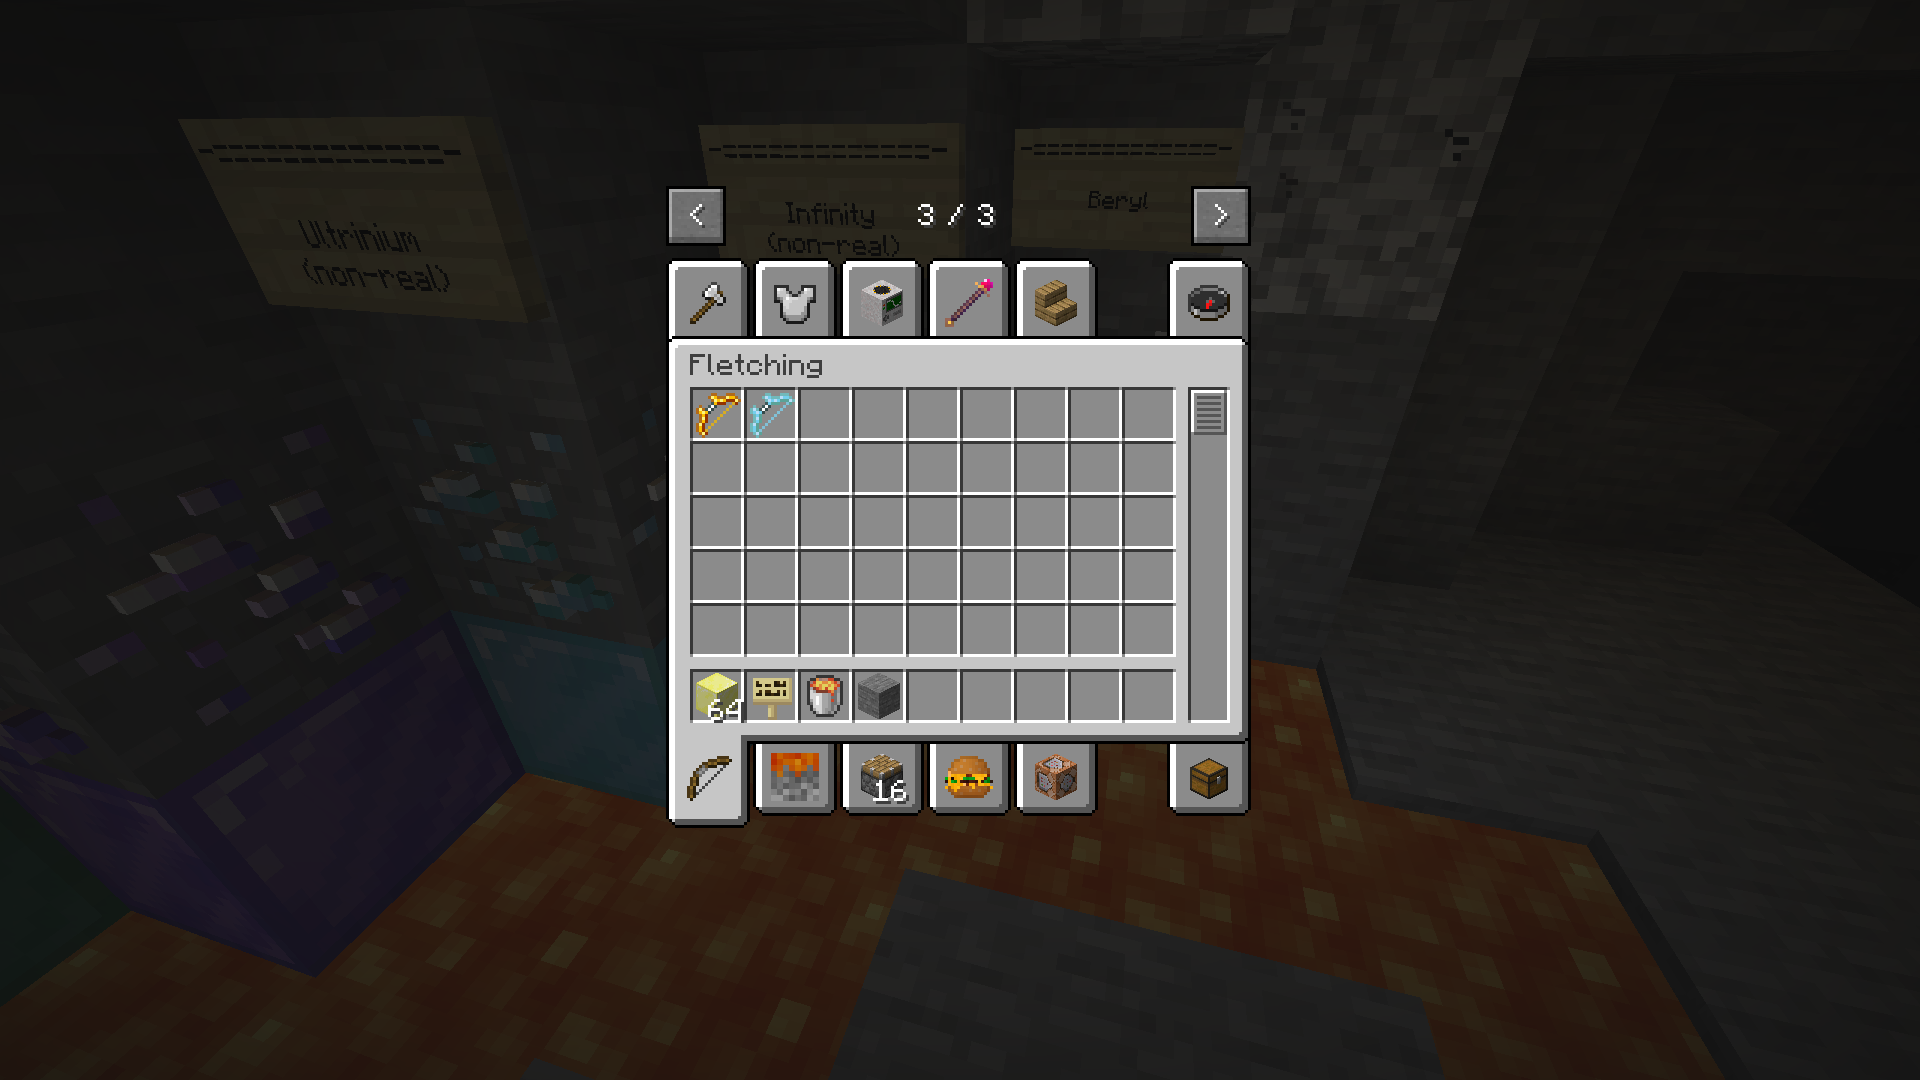 Ultrinium
(non-real)
Infinity
(non-real)
Beryl
< 3 / 3 >
Fletching
64
16